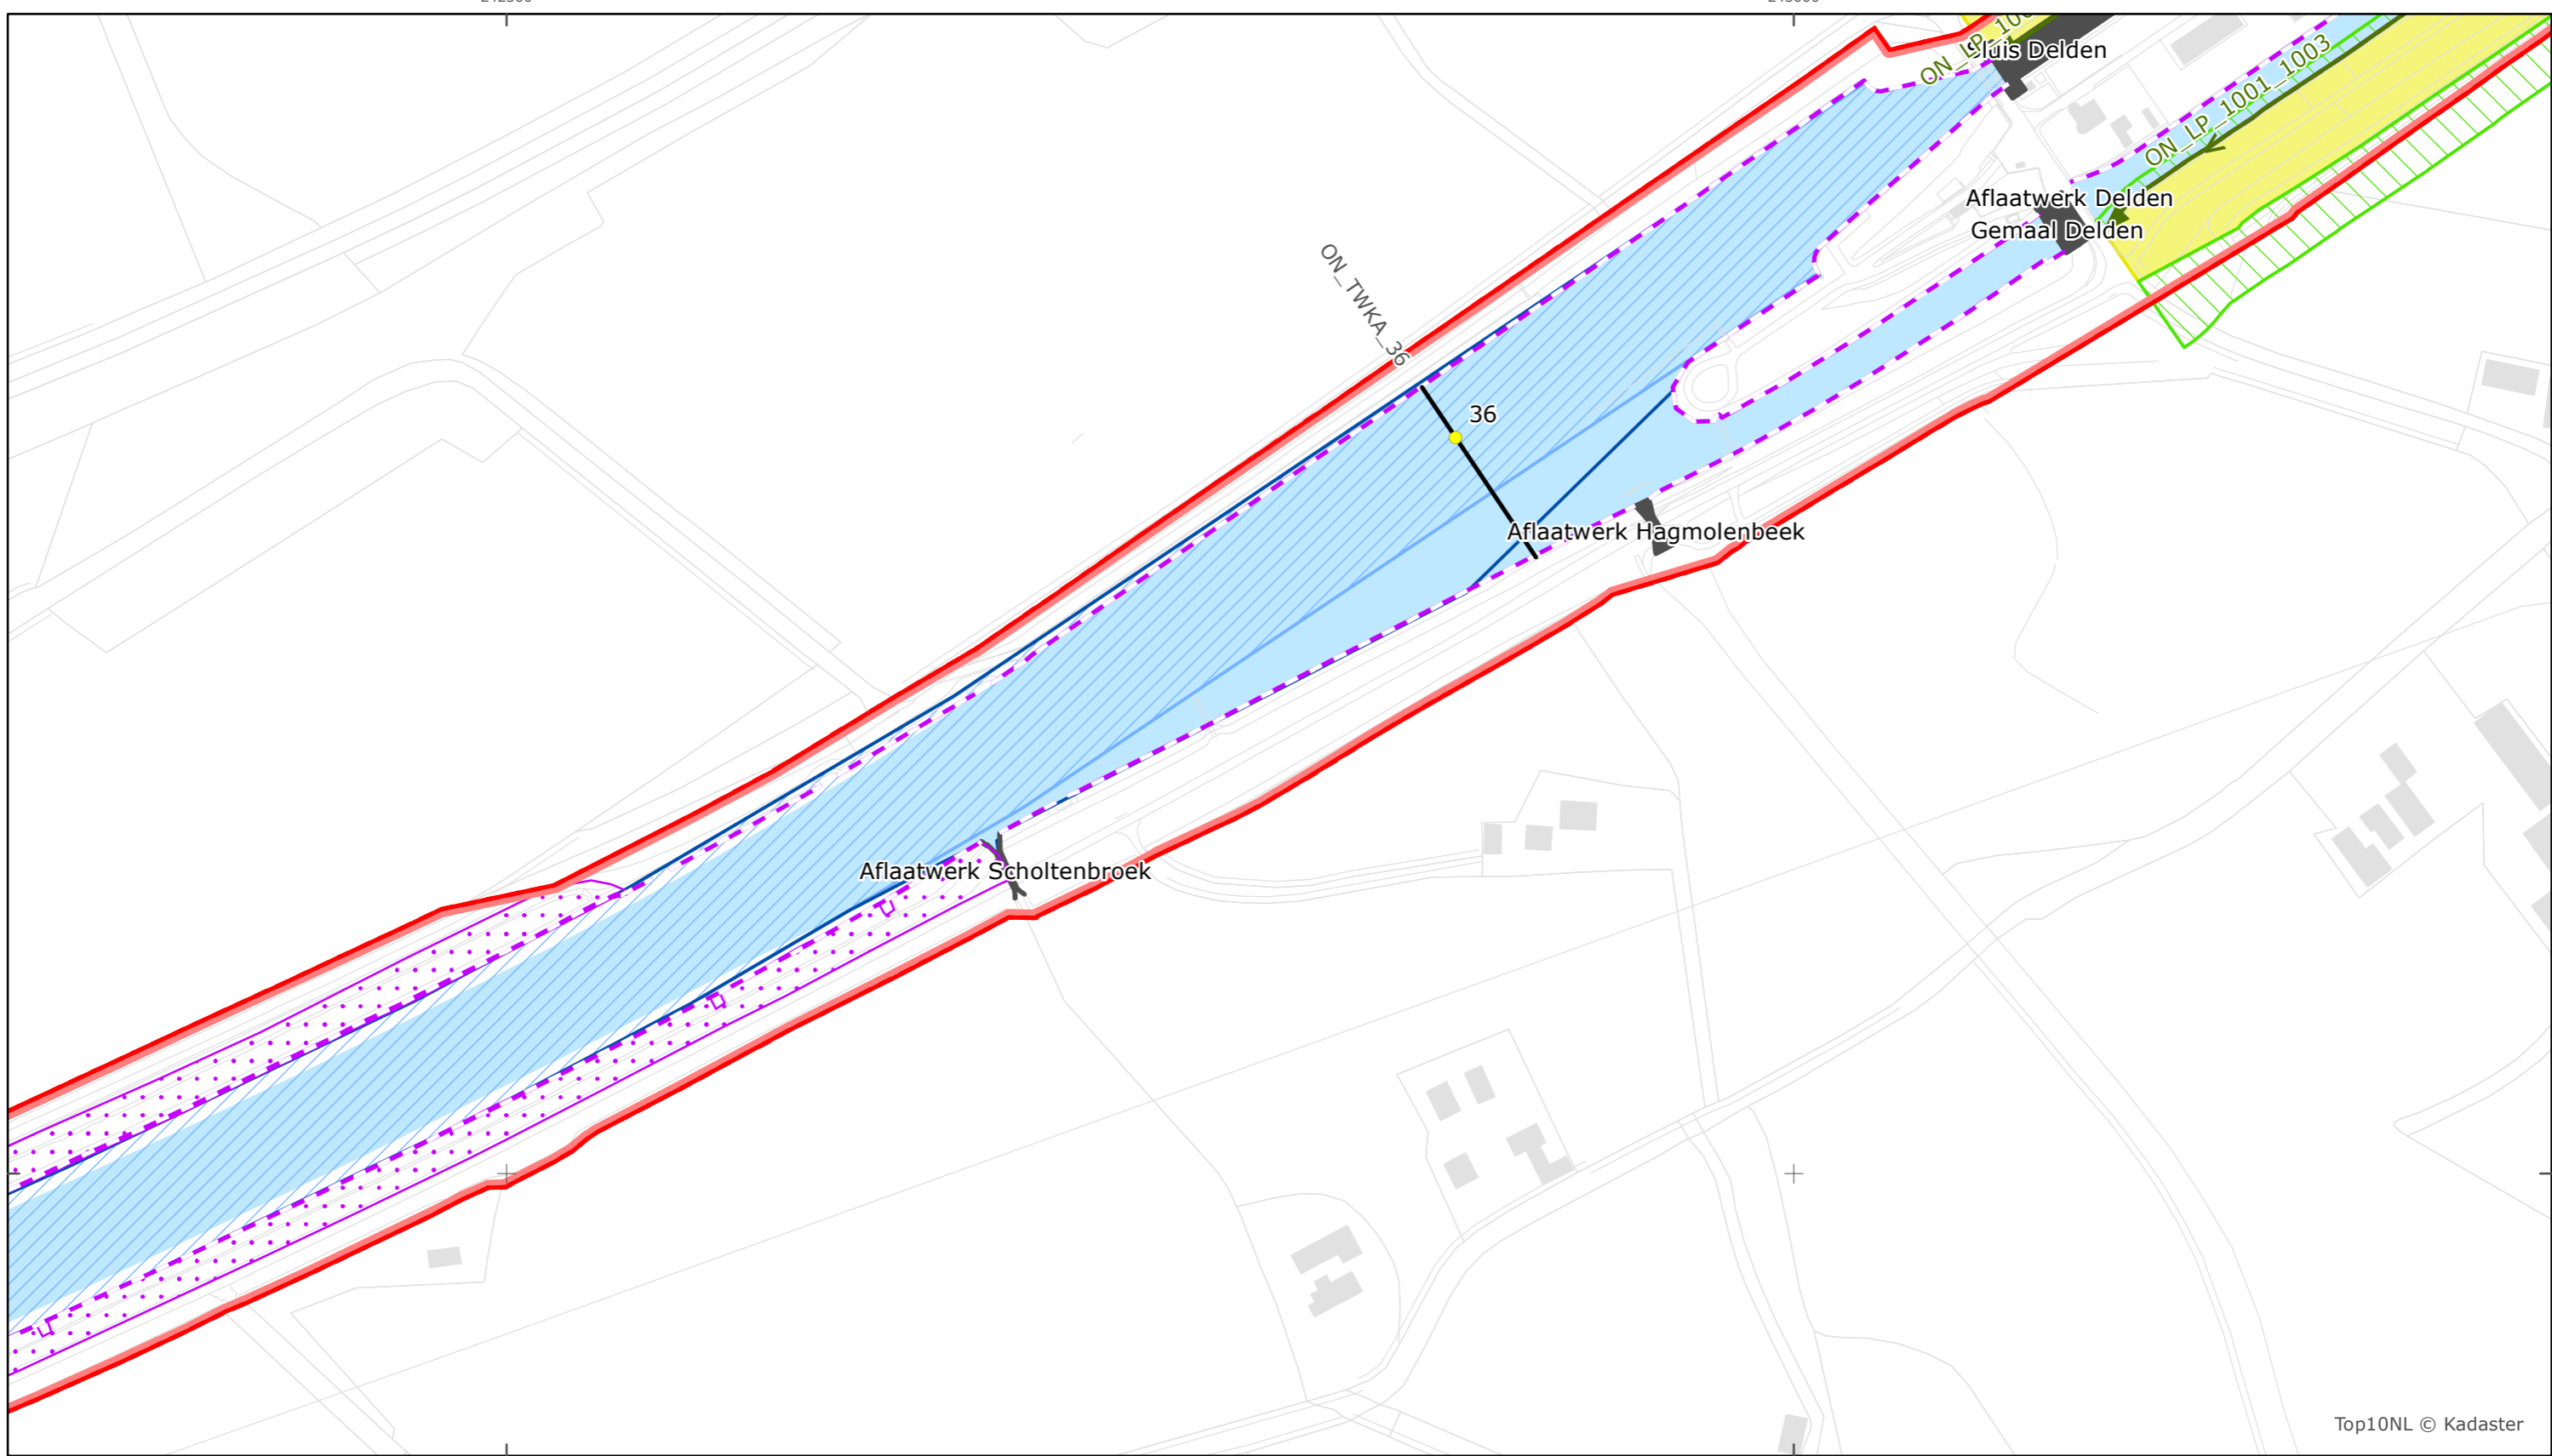 Sluis Delden
ON_LP_1001_1003
Aflaatwerk Delden
Gemaal Delden
ON_TWKA_36
36
Aflaatwerk Hagmolenbeek
Aflaatwerk Scholtenbroek
Top10NL © Kadaster